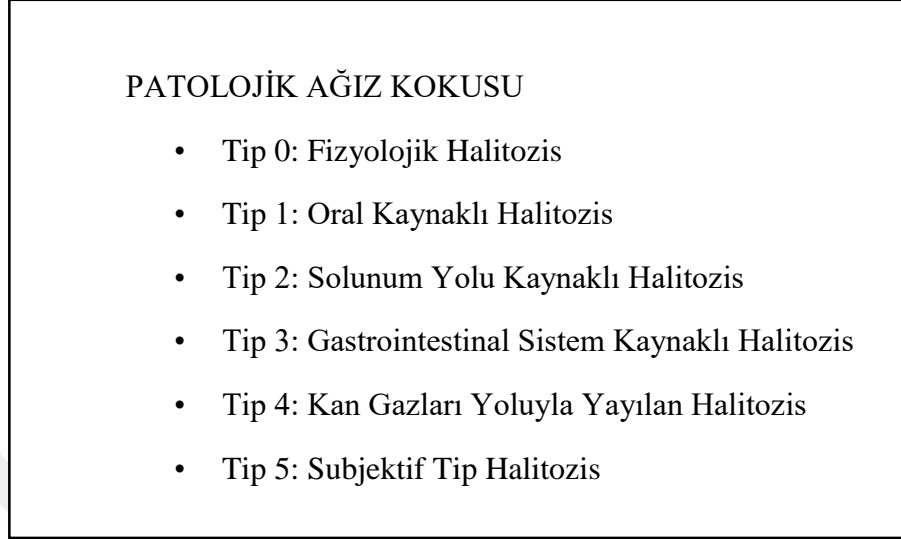 PATOLOJİK AĞIZ KOKUSU
• Tip 0: Fizyolojik Halitozis
• Tip 1: Oral Kaynaklı Halitozis
• Tip 2: Solunum Yolu Kaynaklı Halitozis
• Tip 3: Gastrointestinal Sistem Kaynaklı Halitozis
• Tip 4: Kan Gazları Yoluyla Yayılan Halitozis
• Tip 5: Subjektif Tip Halitozis